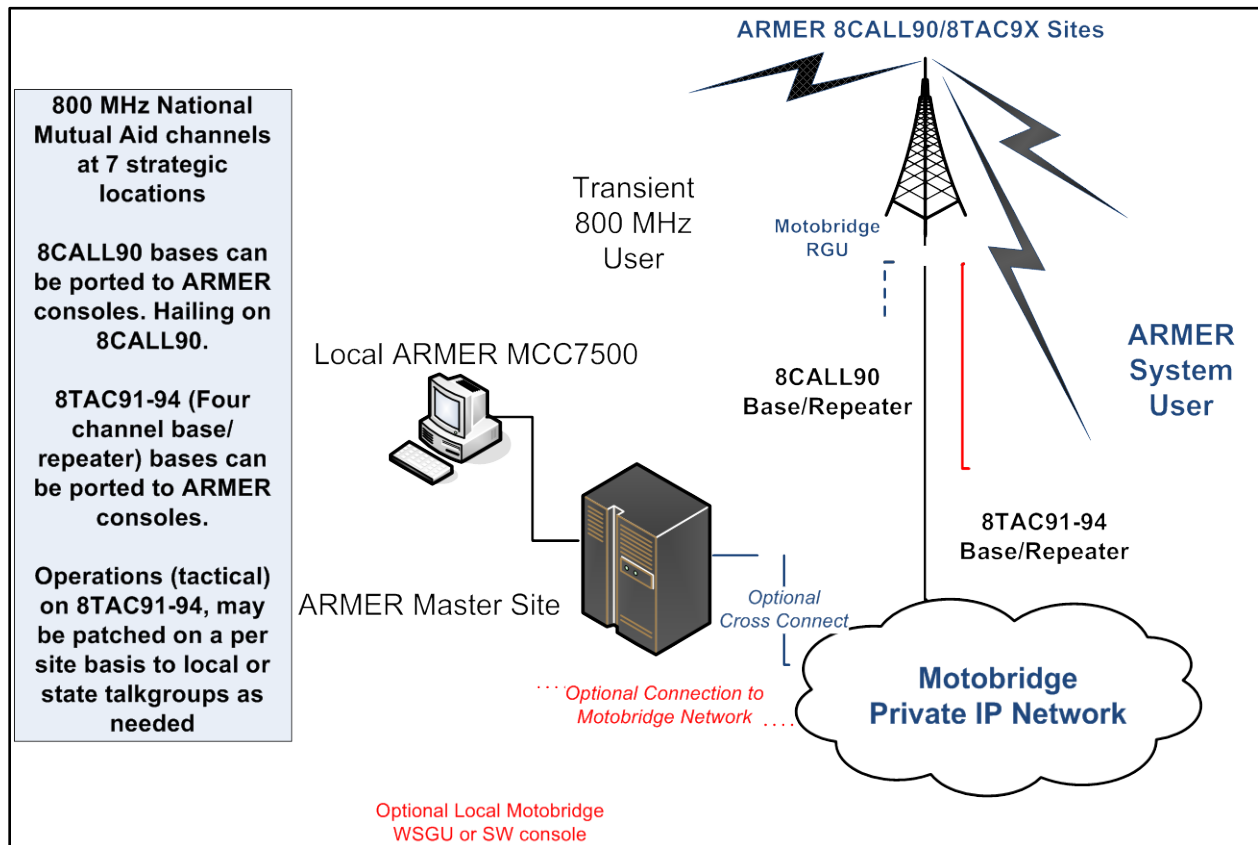 ARMER 8CALL90/8TAC9X Sites
800 MHz National
Mutual Aid channels
at 7 strategic
locations
8CALL90 bases can
be ported to ARMER
consoles. Hailing on
8CALL90.
8TAC91-94 (Four
channel base/
repeater) bases can
be ported to ARMER
consoles.
Operations (tactical)
on 8TAC91-94, may
be patched on a per
site basis to local or
state talkgroups as
needed
Transient
800 MHz
User
Motobridge
RGU
ARMER
System
User
Local ARMER MCC7500
8CALL90
Base/Repeater
8TAC91-94
Base/Repeater
ARMER Master Site
Optional
Cross Connect
Optional Connection to
Motobridge Network
Motobridge
Private IP Network
Optional Local Motobridge
WSGU or SW console